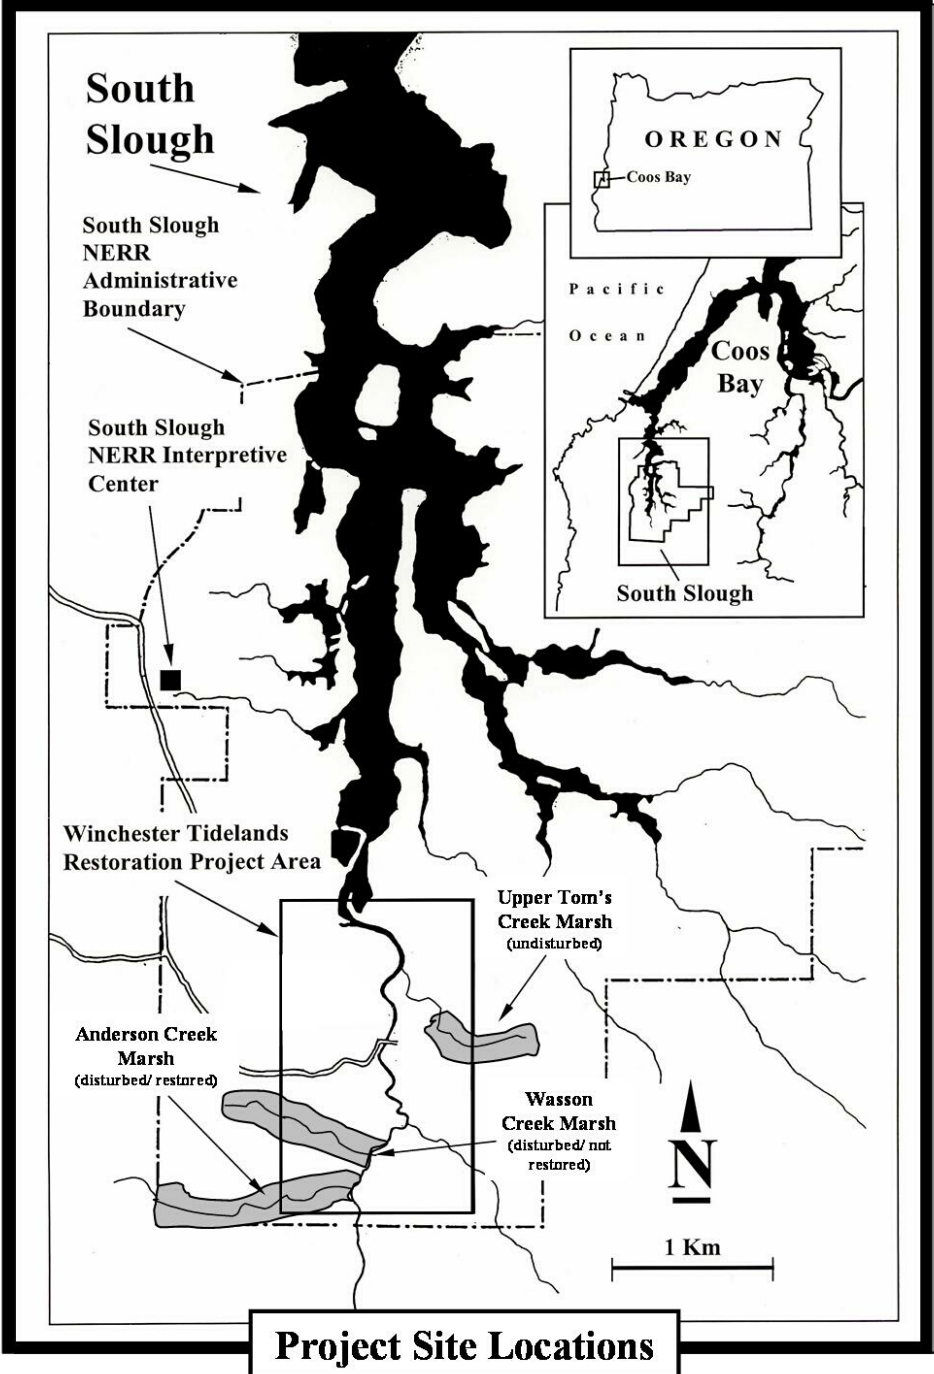 South
Slough
South Slough
NERR
Administrative
Boundary
South Slough
NERR Interpretive
Center
Winchester Tidelands
Restoration Project Area
Anderson Creek
Marsh
(disturbed/ restored)
Upper Tom's
Creek Marsh
(undisturbed)
Wasson
Creek Marsh
(disturbed/ not
restored)
OREGON
Coos Bay
Pacific
Ocean
Coos
Bay
South Slough
N
1 Km
Project Site Locations